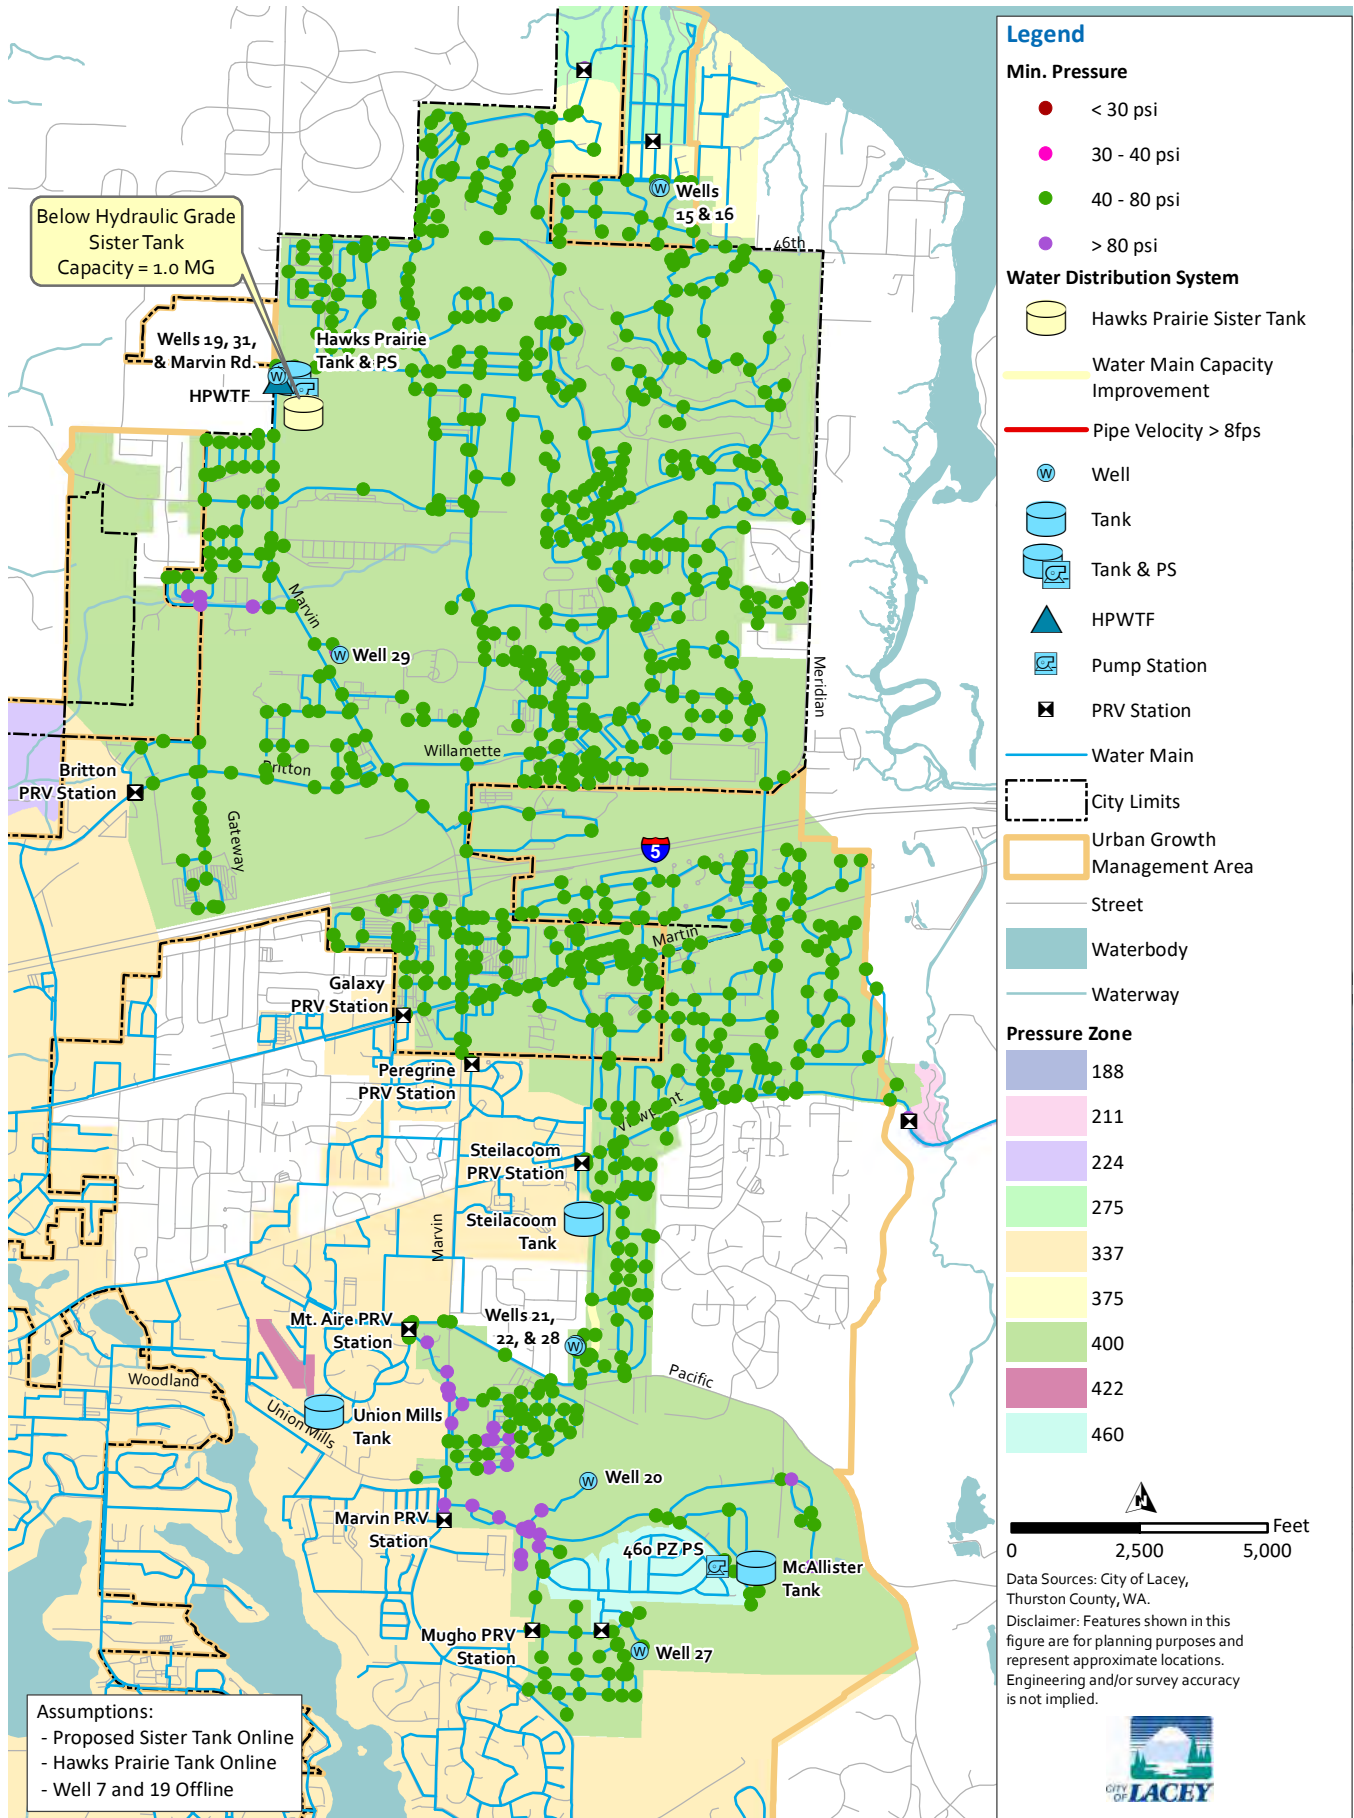 Below Hydraulic Grade
Sister Tank
Capacity = 1.0 MG
Wells
15 & 16
46th
Wells 19, 31,
& Marvin Rd.
Hawks Prairie
Tank & PS
HPWTF
Marvin
Well 29
Meridian
Willamette
Britton
Britton
PRV Station
Gateway
5
Martin
Galaxy
PRV Station
Peregrine
PRV Station
Viewpoint
Steilacoom
PRV Station
Steilacoom
Tank
Marvin
Wells 21,
22, & 28
Mt. Aire PRV
Station
Pacific
Woodland
Union Mills
Union Mills
Tank
Well 20
Marvin PRV
Station
460 PZ PS
McAllister
Tank
Mugho PRV
Station
Well 27
Assumptions:
- Proposed Sister Tank Online
- Hawks Prairie Tank Online
- Well 7 and 19 Offline
Legend
Min. Pressure
< 30 psi
30 - 40 psi
40 - 80 psi
> 80 psi
Water Distribution System
Hawks Prairie Sister Tank
Water Main Capacity
Improvement
Pipe Velocity > 8fps
W Well
Tank
Tank & PS
HPWTF
Pump Station
PRV Station
Water Main
City Limits
Urban Growth
Management Area
Street
Waterbody
Waterway
Pressure Zone
188
211
224
275
337
375
400
422
460
N
Feet
0 2,500 5,000
Data Sources: City of Lacey,
Thurston County, WA.
Disclaimer: Features shown in this
figure are for planning purposes and
represent approximate locations.
Engineering and/or survey accuracy
is not implied.
CITY OF LACEY